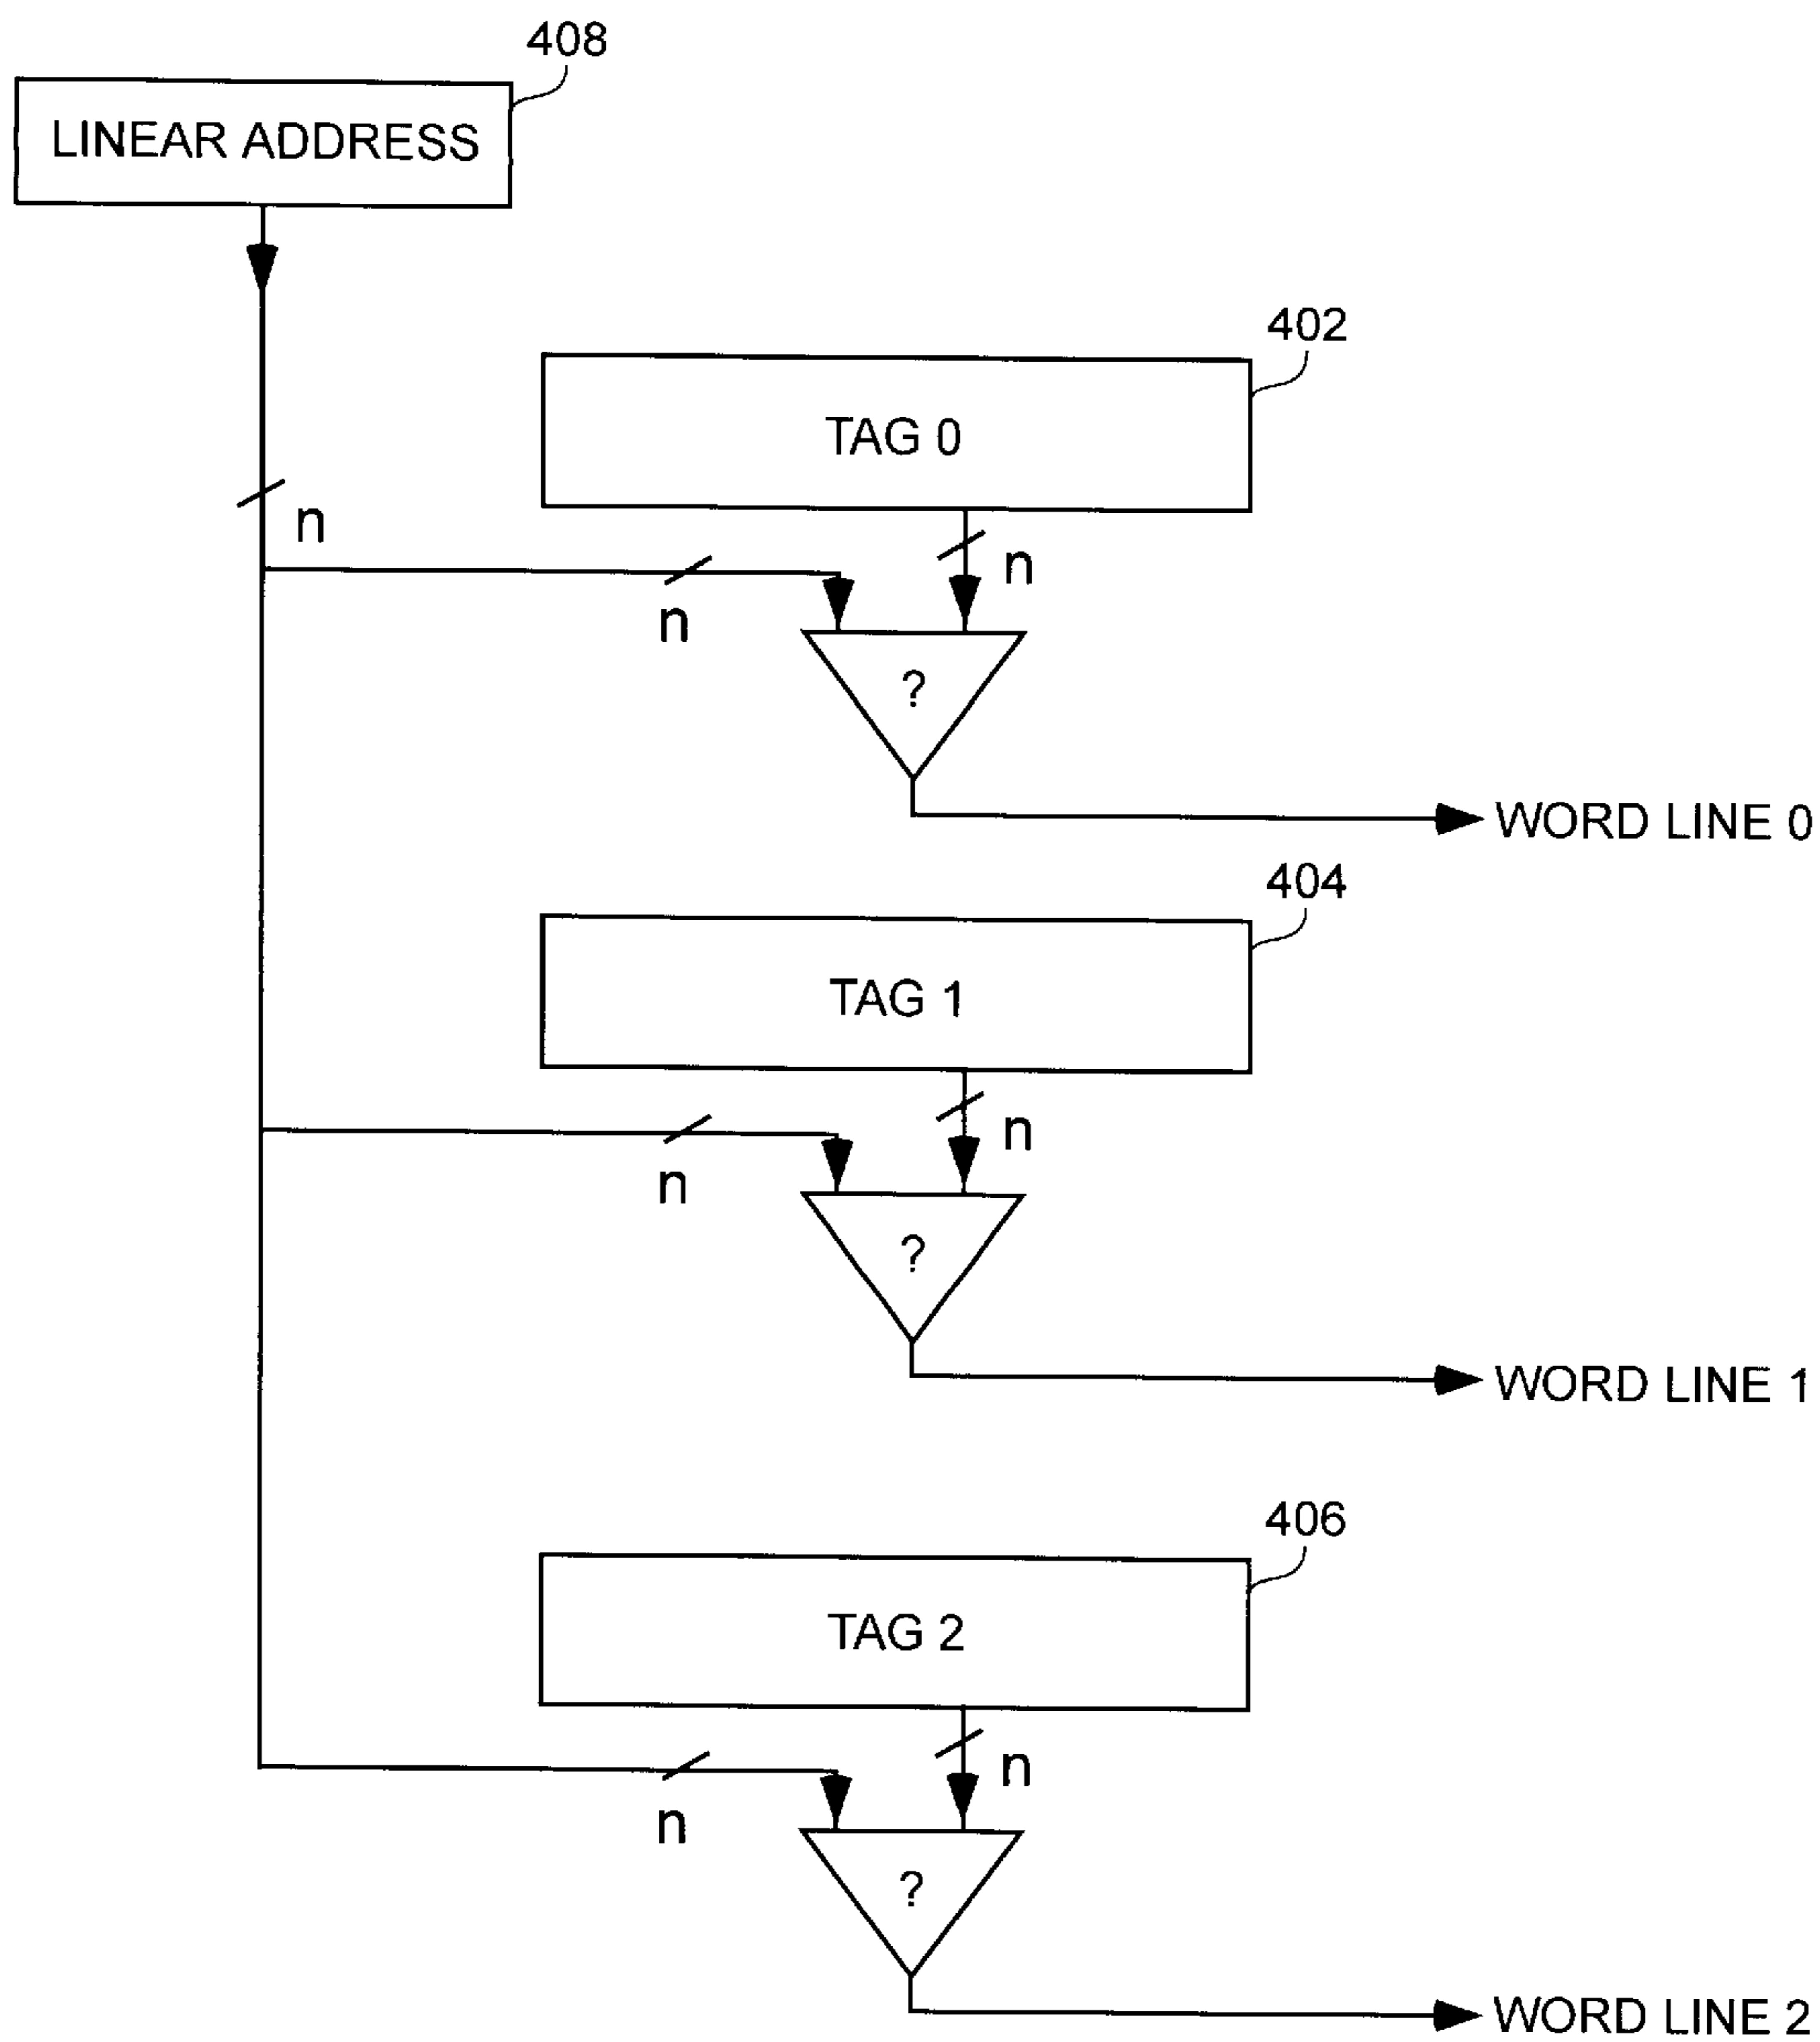 408
LINEAR ADDRESS
402
TAG 0
n
n
n
?
WORD LINE 0
404
TAG 1
n
n
?
WORD LINE 1
406
TAG 2
n
n
?
WORD LINE 2